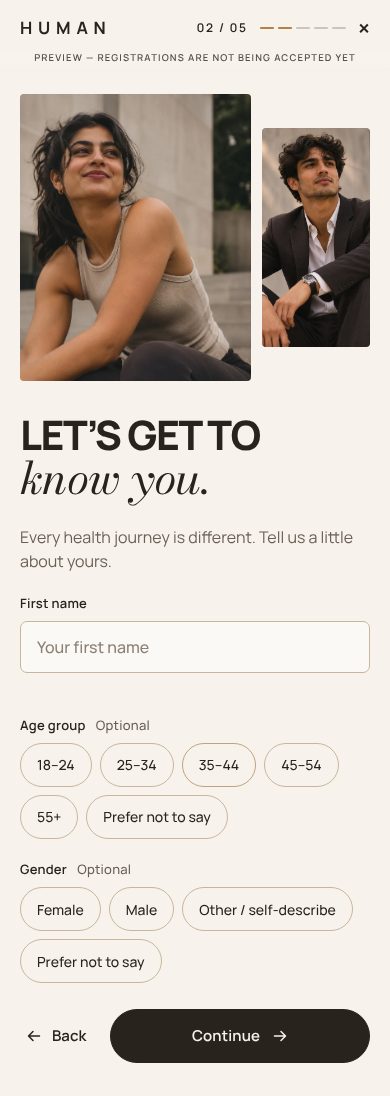 HUMAN
02 / 05
PREVIEW — REGISTRATIONS ARE NOT BEING ACCEPTED YET
LET’S GET TO
know you.
Every health journey is different. Tell us a little
about yours.
First name
Your first name
Age group Optional
18–24 25–34 35–44 45–54
55+ Prefer not to say
Gender Optional
Female Male Other / self-describe
Prefer not to say
← Back Continue →